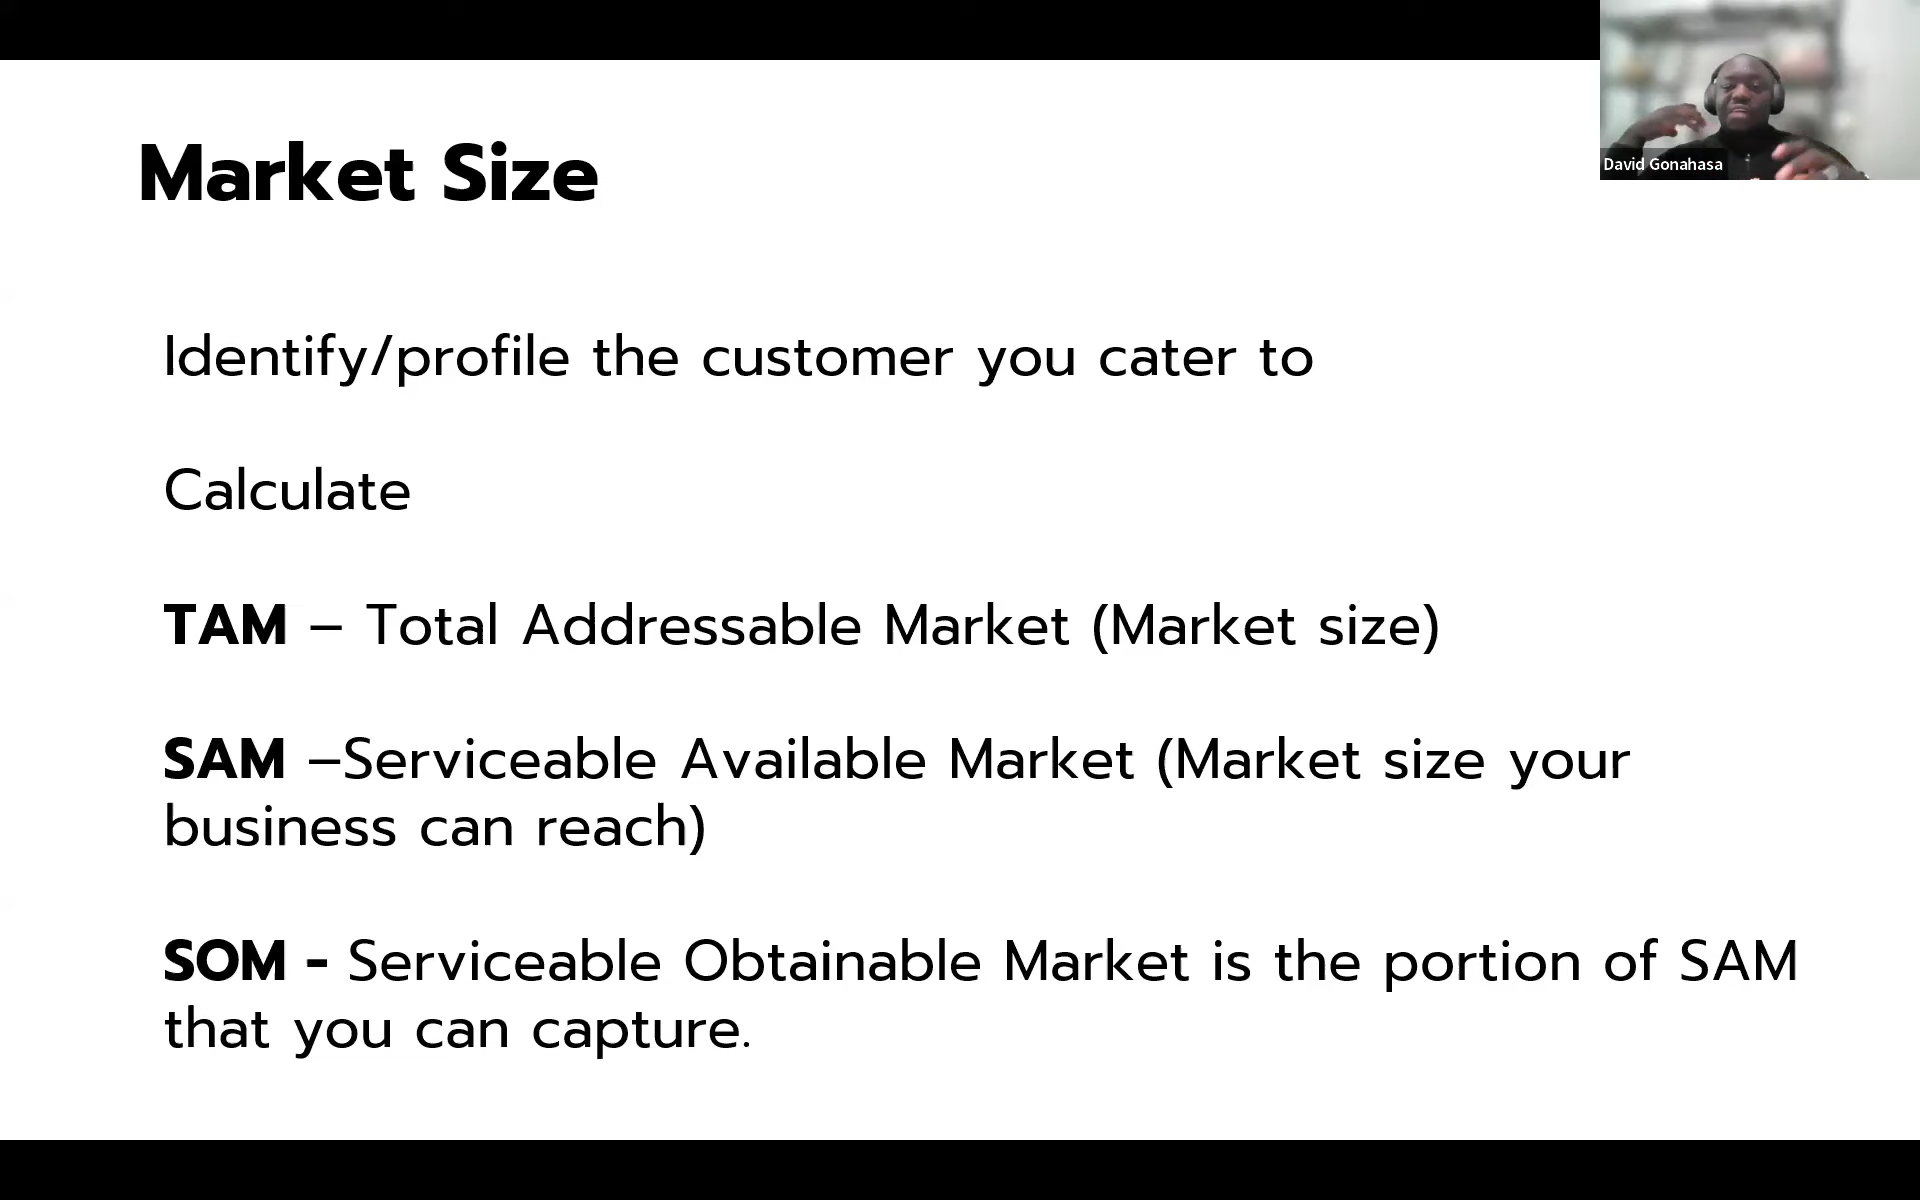 David Gonahasa
Market Size
Identify/profile the customer you cater to
Calculate
TAM – Total Addressable Market (Market size)
SAM –Serviceable Available Market (Market size your
business can reach)
SOM - Serviceable Obtainable Market is the portion of SAM
that you can capture.